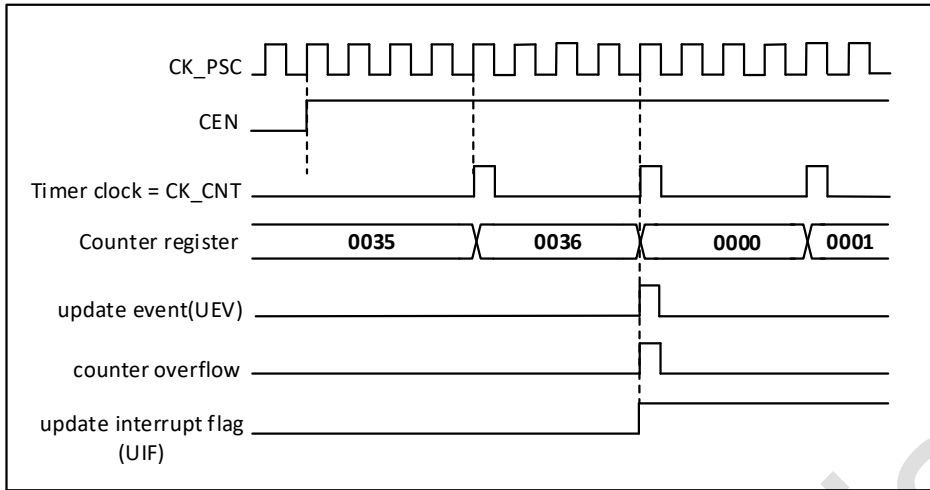 CK_PSC
CEN
Timer clock = CK_CNT
Counter register
0035
0036
0000
0001
update event(UEV)
counter overflow
update interrupt flag
(UIF)